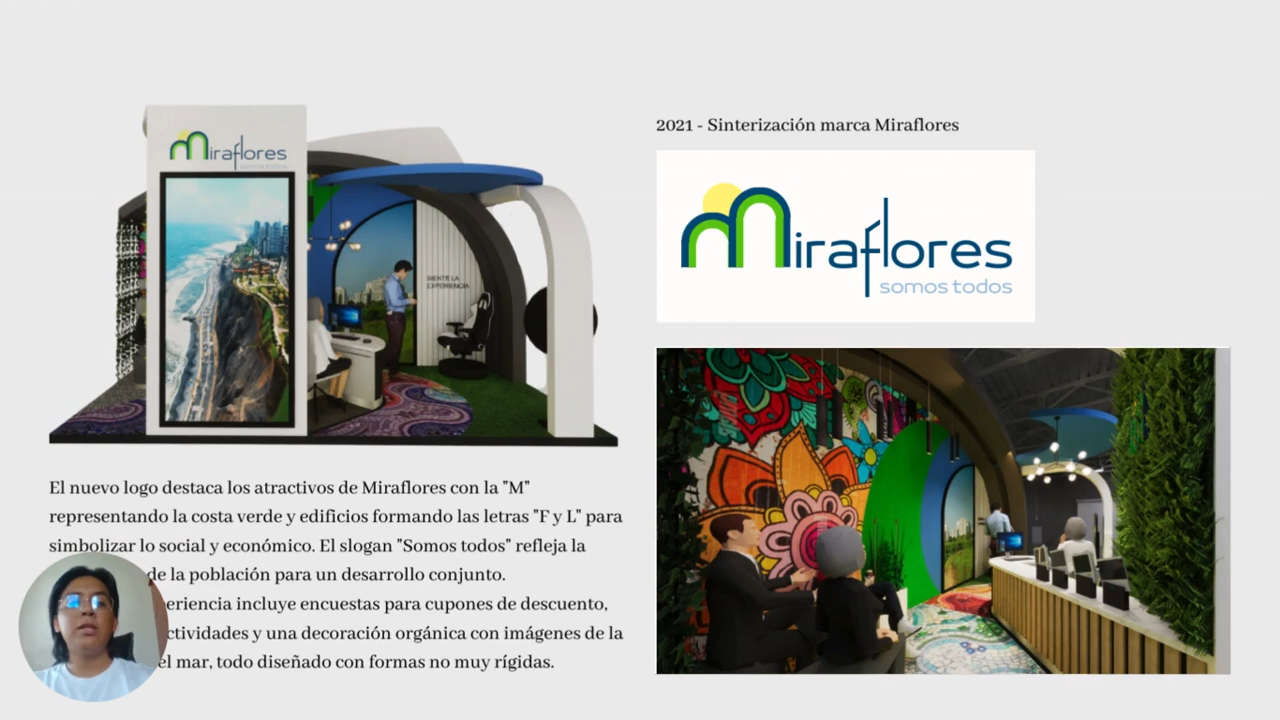 Miraflores
SIENTE LA
EXPERIENCIA
El nuevo logo destaca los atractivos de Miraflores con la "M"
representando la costa verde y edificios formando las letras "F y L" para
simbolizar lo social y económico. El slogan "Somos todos" refleja la
de la población para un desarrollo conjunto.
incluye encuestas para cupones de descuento,
y una decoración orgánica con imágenes de la
el mar, todo diseñado con formas no muy rígidas.
2021 - Sinterización marca Miraflores
Miraflores
somos todos